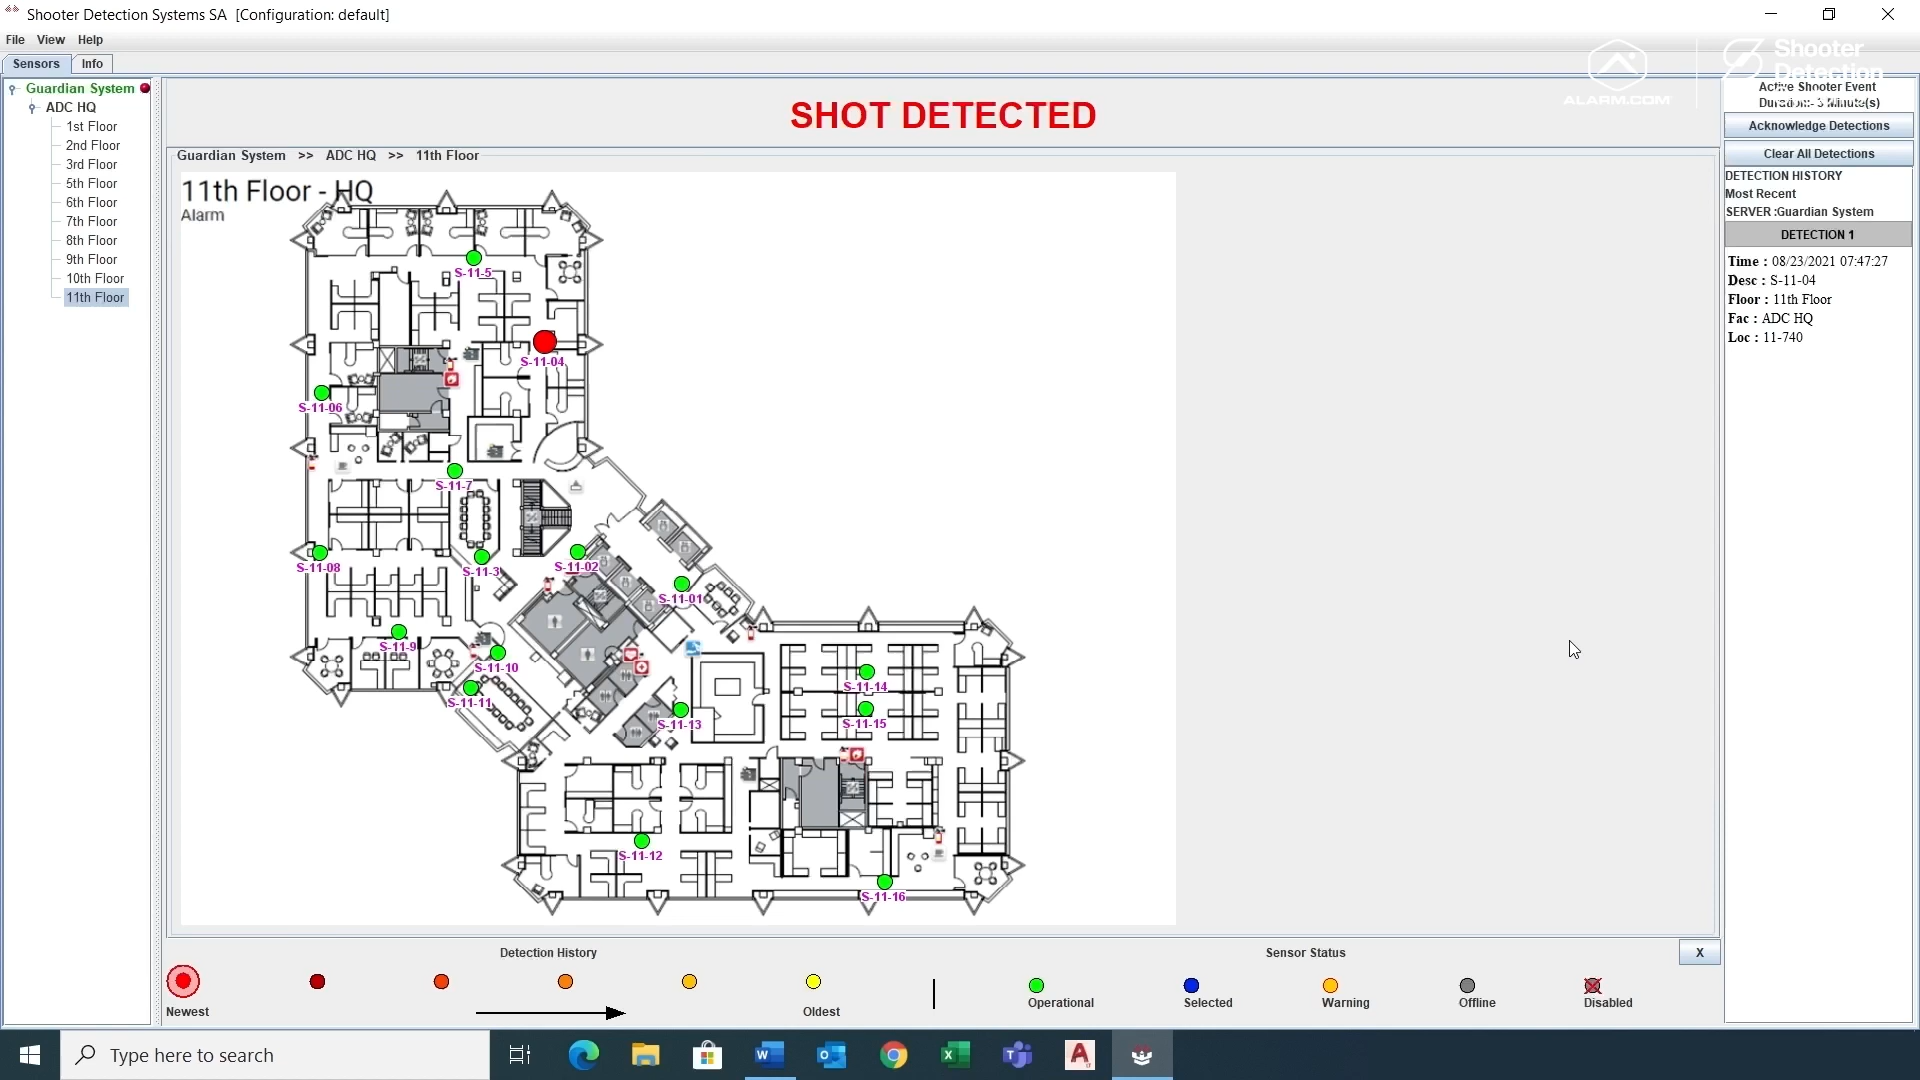 Shooter Detection Systems SA [Configuration: default]
File View Help
Sensors Info
Guardian System
ADC HQ
1st Floor
2nd Floor
3rd Floor
5th Floor
6th Floor
7th Floor
8th Floor
9th Floor
10th Floor
11th Floor
SHOT DETECTED
Guardian System >> ADC HQ >> 11th Floor
11th Floor - HQ
Alarm
S-11-5
S-11-04
S-11-06
S-11-7
S-11-08
S-11-3
S-11-02
S-11-01
S-11-9
S-11-10
S-11-11
S-11-13
S-11-14
S-11-15
S-11-12
S-11-16
ALARM.COM
Shooter
Detection
Active Shooter Event
Duration- 3 Minute(s)
Acknowledge Detections
Clear All Detections
DETECTION HISTORY
Most Recent
SERVER :Guardian System
DETECTION 1
Time : 08/23/2021 07:47:27
Desc : S-11-04
Floor : 11th Floor
Fac : ADC HQ
Loc : 11-740
Detection History
Newest
Oldest
Sensor Status
X
Operational
Selected
Warning
Offline
Disabled
Type here to search